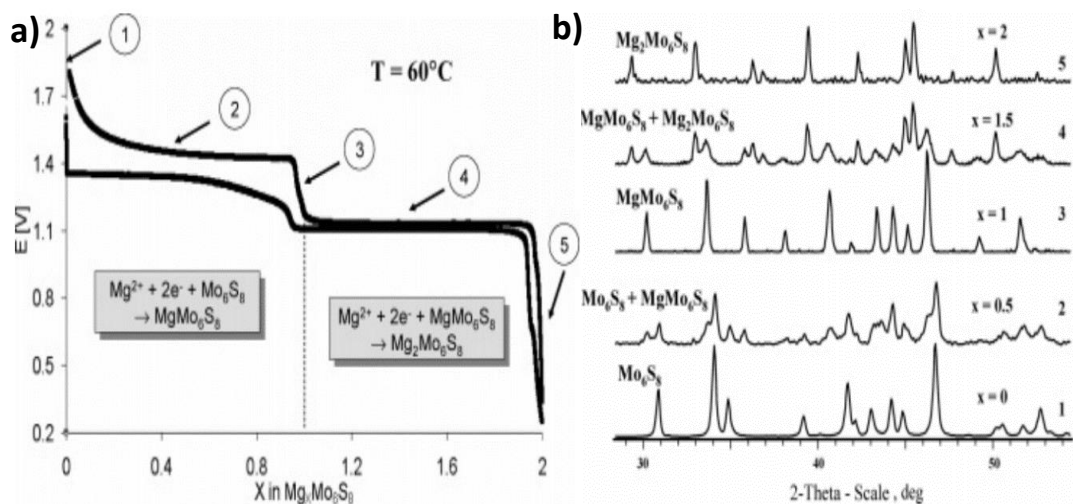 a)
2
1.7
1.4
1.1
0.8
0.5
0.2
E [V]
1
2
3
4
5
T = 60°C
Mg²⁺ + 2e⁻ + Mo₆S₈
→ MgMo₆S₈
Mg²⁺ + 2e⁻ + MgMo₆S₈
→ Mg₂Mo₆S₈
0 0.4 0.8 1.2 1.6 2
X in MgₓMo₆S₈
b)
Mg₂Mo₆S₈ x = 2 5
MgMo₆S₈ + Mg₂Mo₆S₈ x = 1.5 4
MgMo₆S₈ x = 1 3
Mo₆S₈ + MgMo₆S₈ x = 0.5 2
Mo₆S₈ x = 0 1
30 40 50
2-Theta - Scale , deg